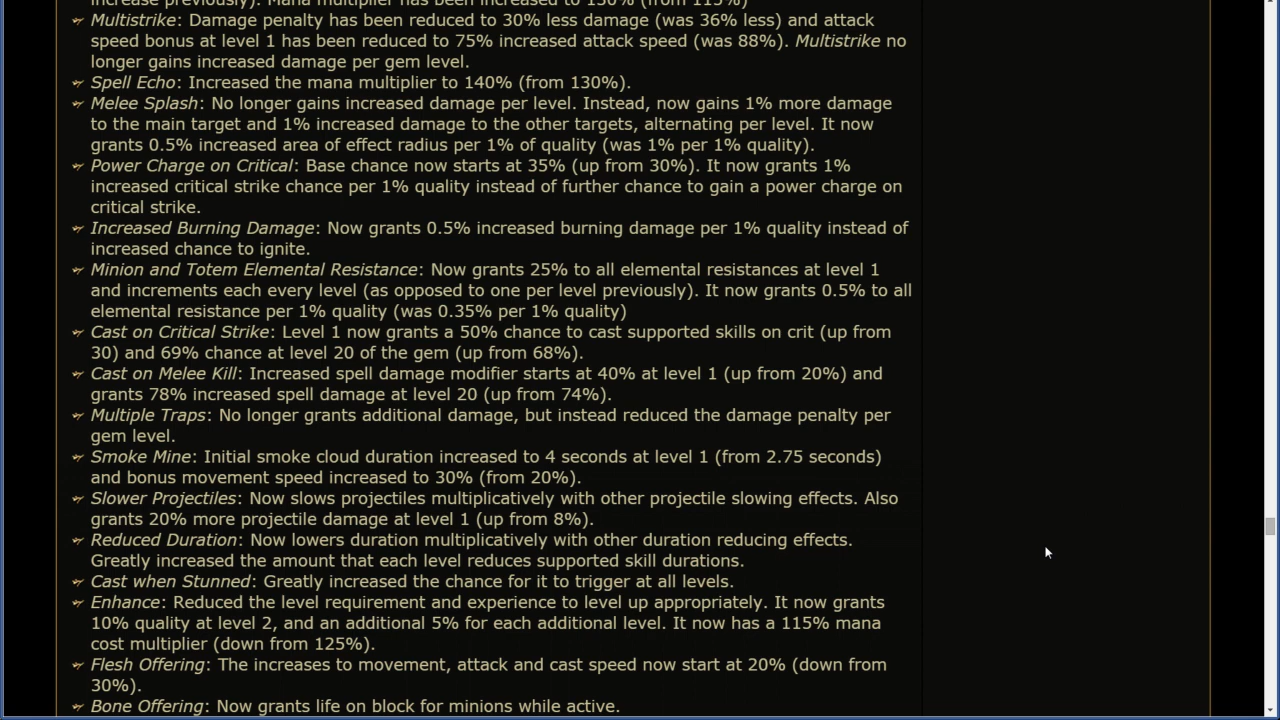 increase previously). Mana multiplier has been increased to 130% (from 115%)
Multistrike: Damage penalty has been reduced to 30% less damage (was 36% less) and attack
speed bonus at level 1 has been reduced to 75% increased attack speed (was 88%). Multistrike no
longer gains increased damage per gem level.
Spell Echo: Increased the mana multiplier to 140% (from 130%).
Melee Splash: No longer gains increased damage per level. Instead, now gains 1% more damage
to the main target and 1% increased damage to the other targets, alternating per level. It now
grants 0.5% increased area of effect radius per 1% of quality (was 1% per 1% quality).
Power Charge on Critical: Base chance now starts at 35% (up from 30%). It now grants 1%
increased critical strike chance per 1% quality instead of further chance to gain a power charge on
critical strike.
Increased Burning Damage: Now grants 0.5% increased burning damage per 1% quality instead of
increased chance to ignite.
Minion and Totem Elemental Resistance: Now grants 25% to all elemental resistances at level 1
and increments each every level (as opposed to one per level previously). It now grants 0.5% to all
elemental resistance per 1% quality (was 0.35% per 1% quality)
Cast on Critical Strike: Level 1 now grants a 50% chance to cast supported skills on crit (up from
30) and 69% chance at level 20 of the gem (up from 68%).
Cast on Melee Kill: Increased spell damage modifier starts at 40% at level 1 (up from 20%) and
grants 78% increased spell damage at level 20 (up from 74%).
Multiple Traps: No longer grants additional damage, but instead reduced the damage penalty per
gem level.
Smoke Mine: Initial smoke cloud duration increased to 4 seconds at level 1 (from 2.75 seconds)
and bonus movement speed increased to 30% (from 20%).
Slower Projectiles: Now slows projectiles multiplicatively with other projectile slowing effects. Also
grants 20% more projectile damage at level 1 (up from 8%).
Reduced Duration: Now lowers duration multiplicatively with other duration reducing effects.
Greatly increased the amount that each level reduces supported skill durations.
Cast when Stunned: Greatly increased the chance for it to trigger at all levels.
Enhance: Reduced the level requirement and experience to level up appropriately. It now grants
10% quality at level 2, and an additional 5% for each additional level. It now has a 115% mana
cost multiplier (down from 125%).
Flesh Offering: The increases to movement, attack and cast speed now start at 20% (down from
30%).
Bone Offering: Now grants life on block for minions while active.